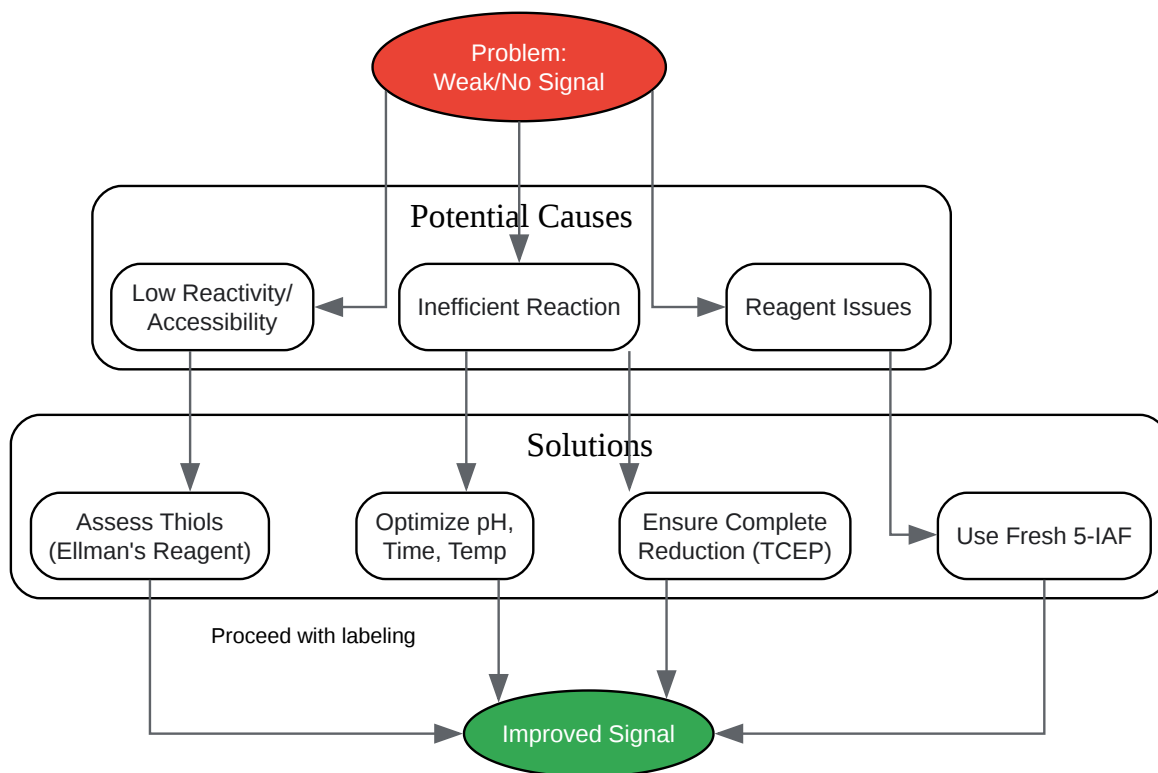 Problem:
Weak/No Signal
Potential Causes
Low Reactivity/
Accessibility
Inefficient Reaction
Reagent Issues
Solutions
Assess Thiols
(Ellman's Reagent)
Optimize pH,
Time, Temp
Ensure Complete
Reduction (TCEP)
Use Fresh 5-IAF
Proceed with labeling
Improved Signal